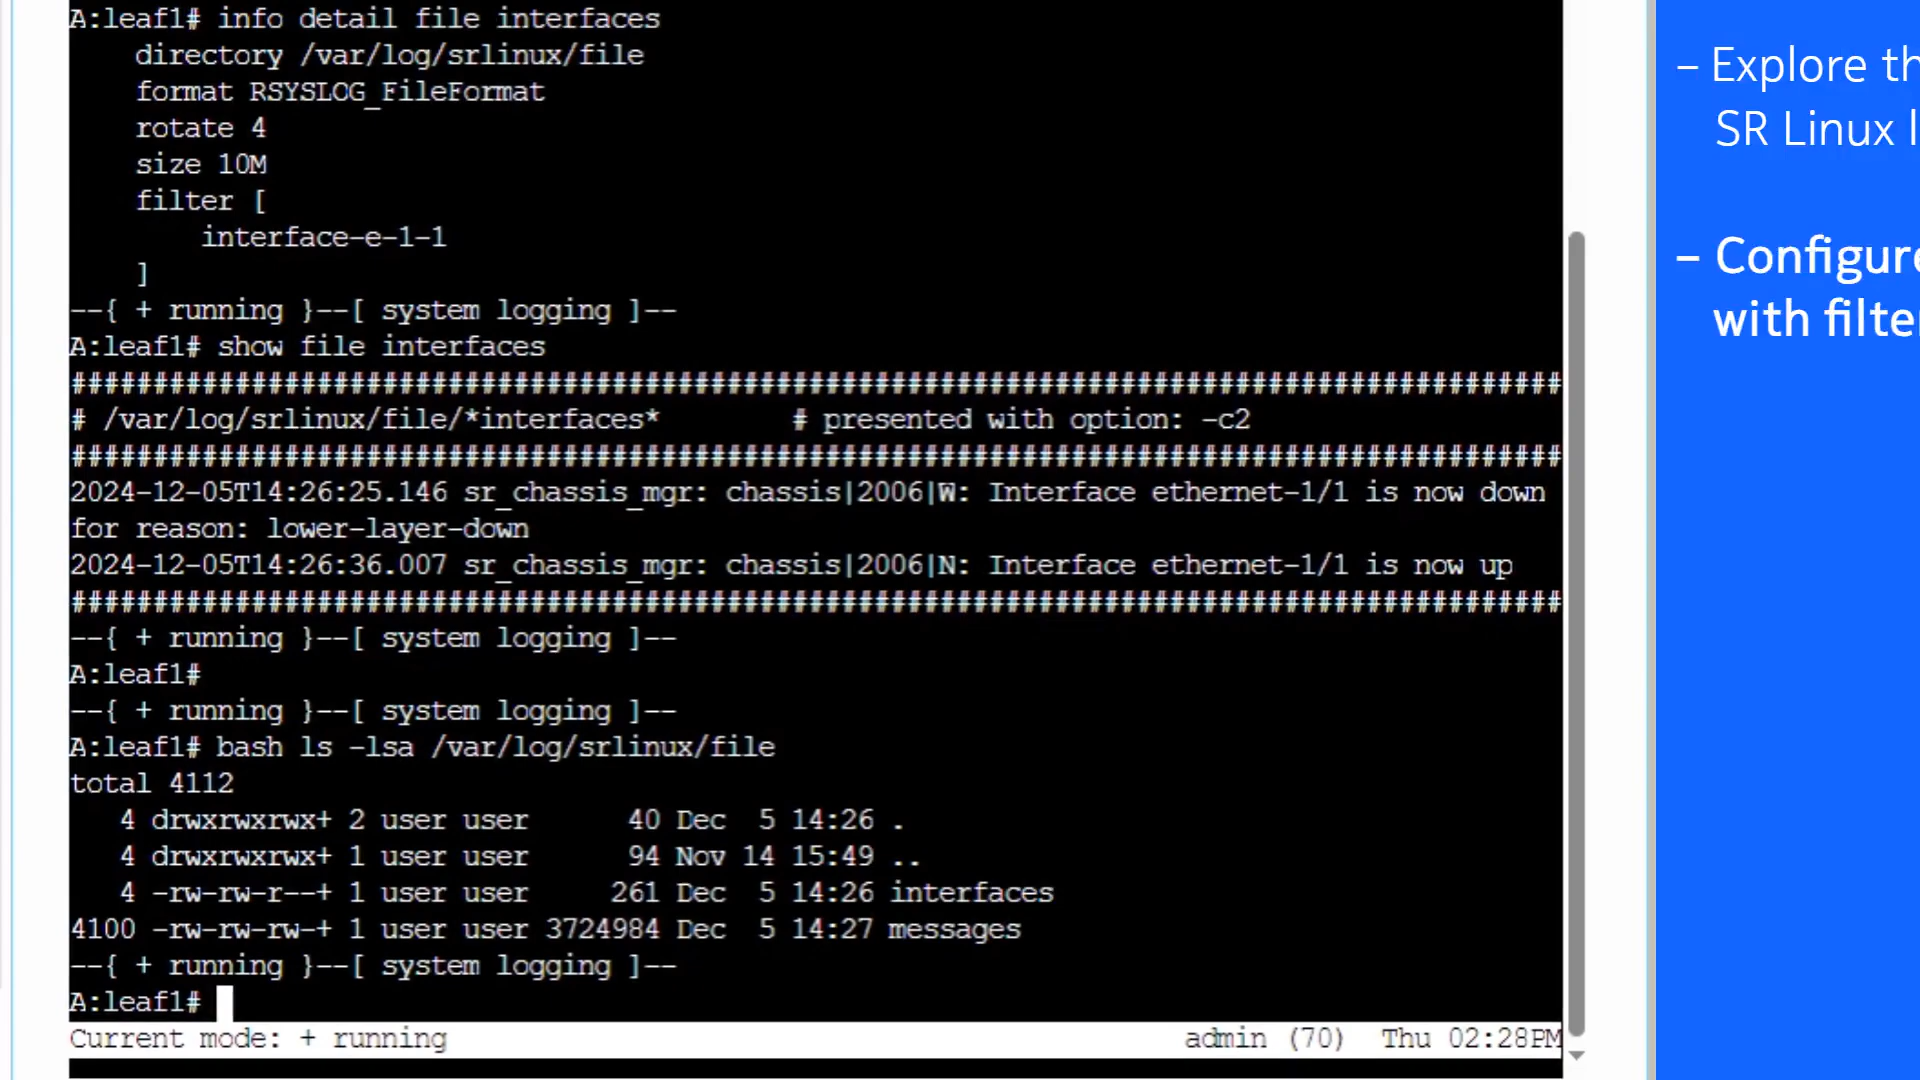 A:leaf1# info detail file interfaces
    directory /var/log/srlinux/file
    format RSYSLOG_FileFormat
    rotate 4
    size 10M
    filter [
        interface-e-1-1
    ]
--{ + running }--[ system logging ]--
A:leaf1# show file interfaces
###########################################################################################
# /var/log/srlinux/file/*interfaces*        # presented with option: -c2
###########################################################################################
2024-12-05T14:26:25.146 sr_chassis_mgr: chassis|2006|W: Interface ethernet-1/1 is now down
for reason: lower-layer-down
2024-12-05T14:26:36.007 sr_chassis_mgr: chassis|2006|N: Interface ethernet-1/1 is now up
###########################################################################################
--{ + running }--[ system logging ]--
A:leaf1#
--{ + running }--[ system logging ]--
A:leaf1# bash ls -lsa /var/log/srlinux/file
total 4112
   4 drwxrwxrwx+ 2 user user      40 Dec  5 14:26 .
   4 drwxrwxrwx+ 1 user user      94 Nov 14 15:49 ..
   4 -rw-rw-r--+ 1 user user     261 Dec  5 14:26 interfaces
4100 -rw-rw-rw-+ 1 user user 3724984 Dec  5 14:27 messages
--{ + running }--[ system logging ]--
A:leaf1#
Current mode: + running    admin (70)  Thu 02:28PM
– Explore th
SR Linux l
– Configure
with filte